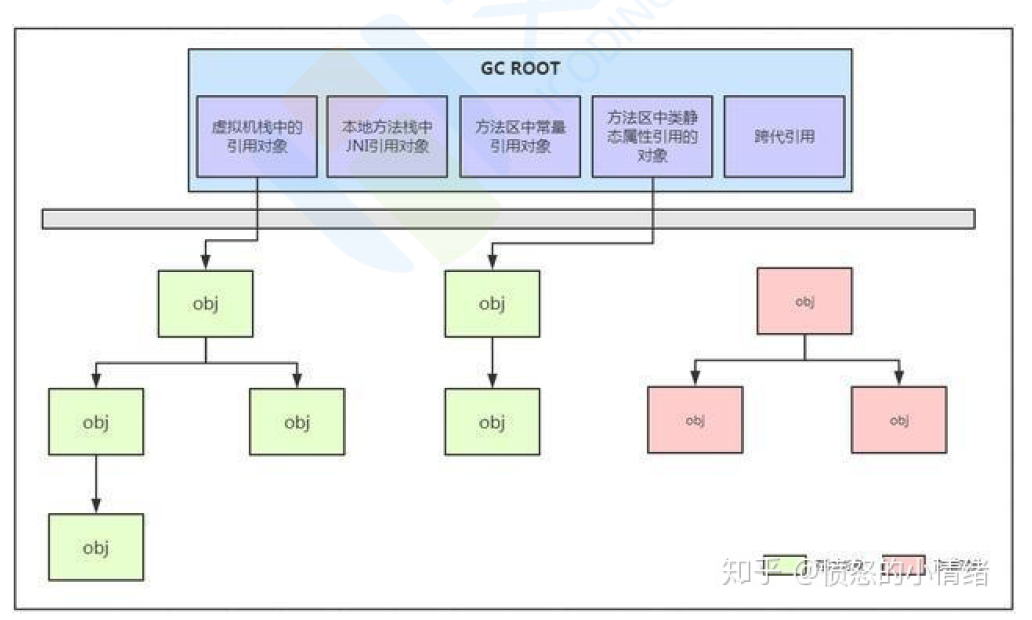 GC ROOT
虚拟机栈中的
引用对象
本地方法栈中
JNI引用对象
方法区中常量
引用对象
方法区中类静
态属性引用的
对象
跨代引用
obj
obj
obj
obj
obj
obj
obj
obj
obj
obj
知乎 @愤怒的小情绪